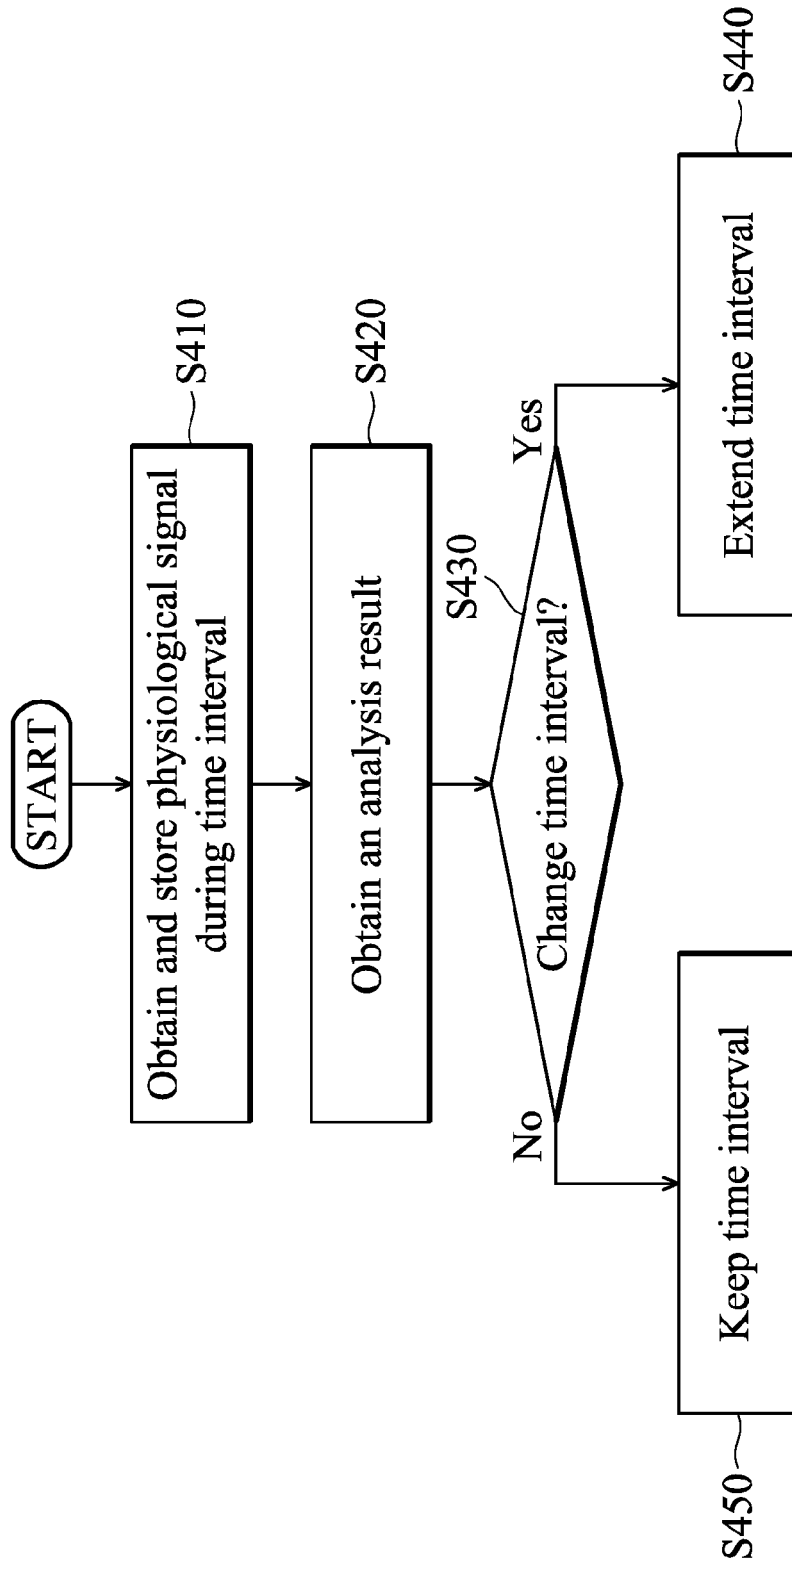 START
Obtain and store physiological signal
during time interval
S410
Obtain an analysis result
S420
S430
Change time interval?
No
Yes
Keep time interval
S450
Extend time interval
S440